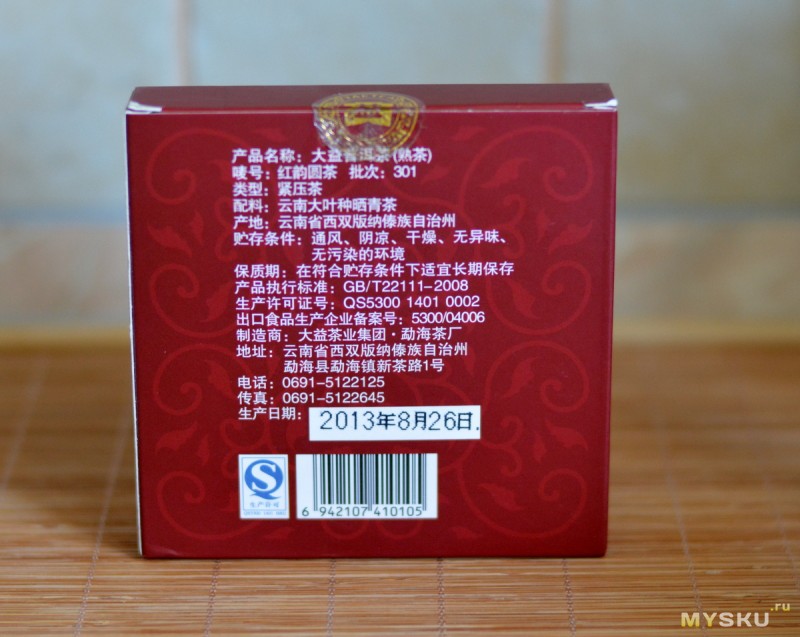 产品名称：大益普洱茶(熟茶)
唛号：红韵圆茶 批次：301
类型：紧压茶
配料：云南大叶种晒青茶
产地：云南省西双版纳傣族自治州
贮存条件：通风、阴凉、干燥、无异味、
无污染的环境
保质期：在符合贮存条件下适宜长期保存
产品执行标准：GB/T22111-2008
生产许可证号：QS5300 1401 0002
出口食品生产企业备案号：5300/04006
制造商：大益茶业集团·勐海茶厂
地址：云南省西双版纳傣族自治州
勐海县勐海镇新茶路1号
电话：0691-5122125
传真：0691-5122645
生产日期：
2013年8月26日.
生产许可
6 942107 410105
MYSKU.ru